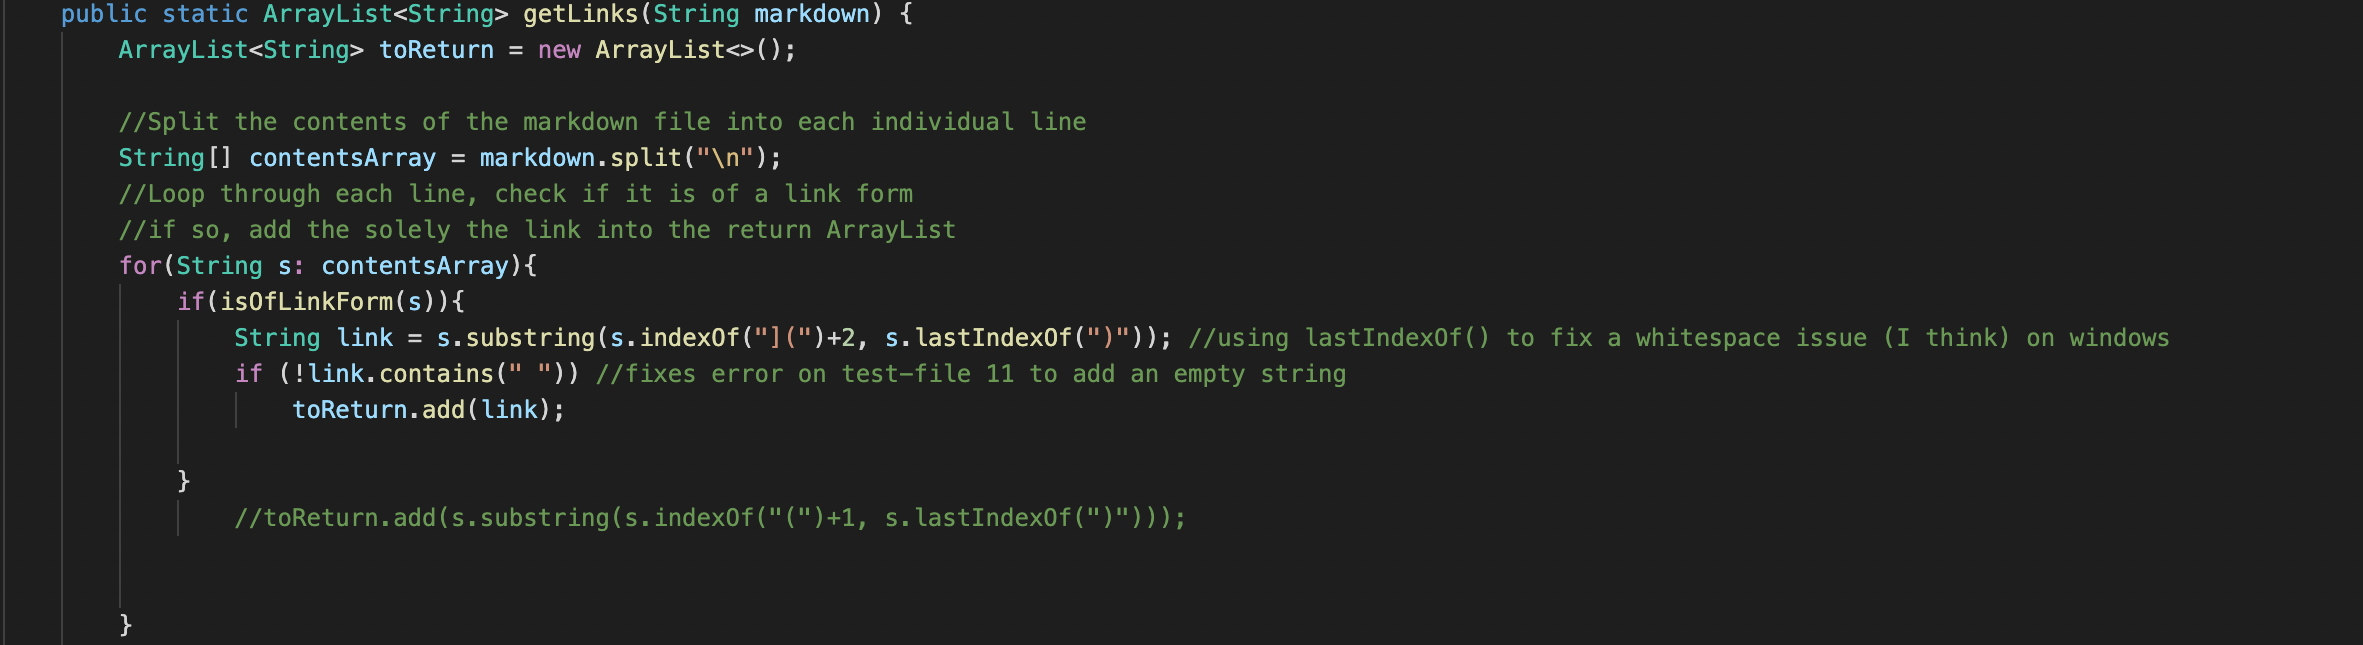 public static ArrayList<String> getLinks(String markdown) {
ArrayList<String> toReturn = new ArrayList<>();
//Split the contents of the markdown file into each individual line
String[] contentsArray = markdown.split("\n");
//Loop through each line, check if it is of a link form
//if so, add the solely the link into the return ArrayList
for(String s: contentsArray){
if(isOfLinkForm(s)){
String link = s.substring(s.indexOf("](")+2, s.lastIndexOf(")")); //using lastIndexOf() to fix a whitespace issue (I think) on windows
if (!link.contains(" ")) //fixes error on test-file 11 to add an empty string
toReturn.add(link);
}
//toReturn.add(s.substring(s.indexOf("(")+1, s.lastIndexOf(")")));
}